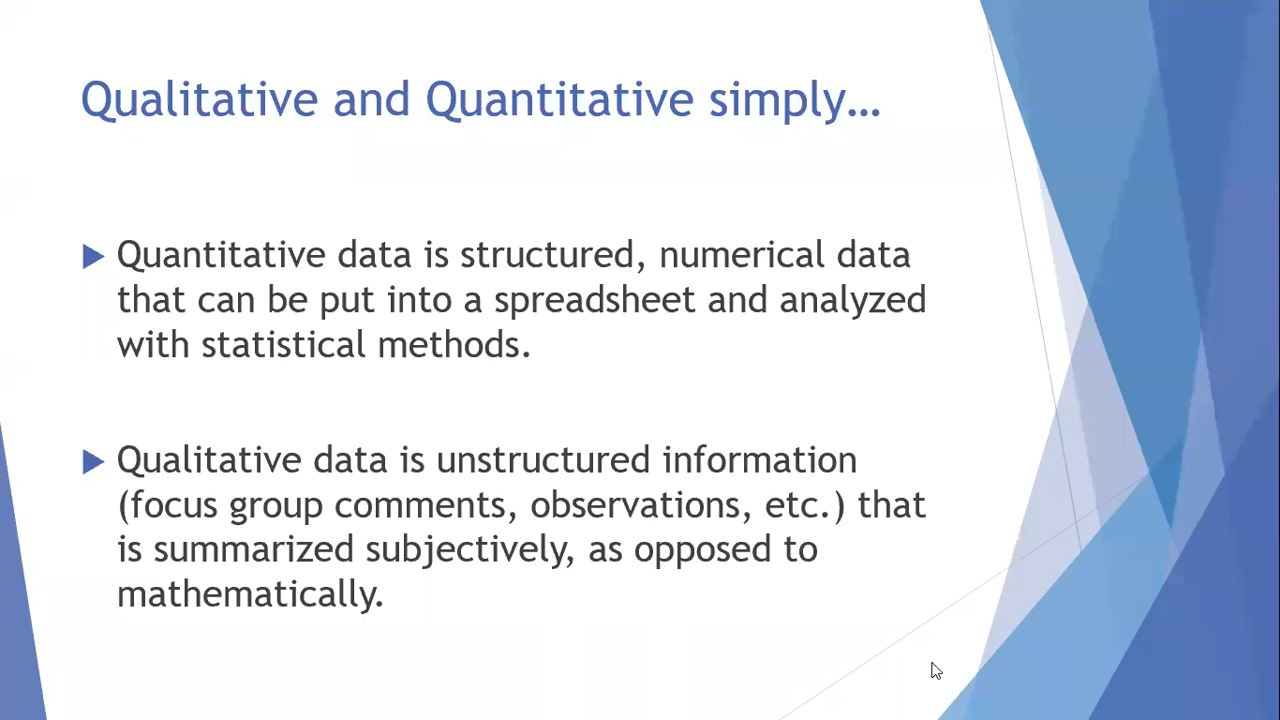 Qualitative and Quantitative simply…
Quantitative data is structured, numerical data
that can be put into a spreadsheet and analyzed
with statistical methods.
Qualitative data is unstructured information
(focus group comments, observations, etc.) that
is summarized subjectively, as opposed to
mathematically.